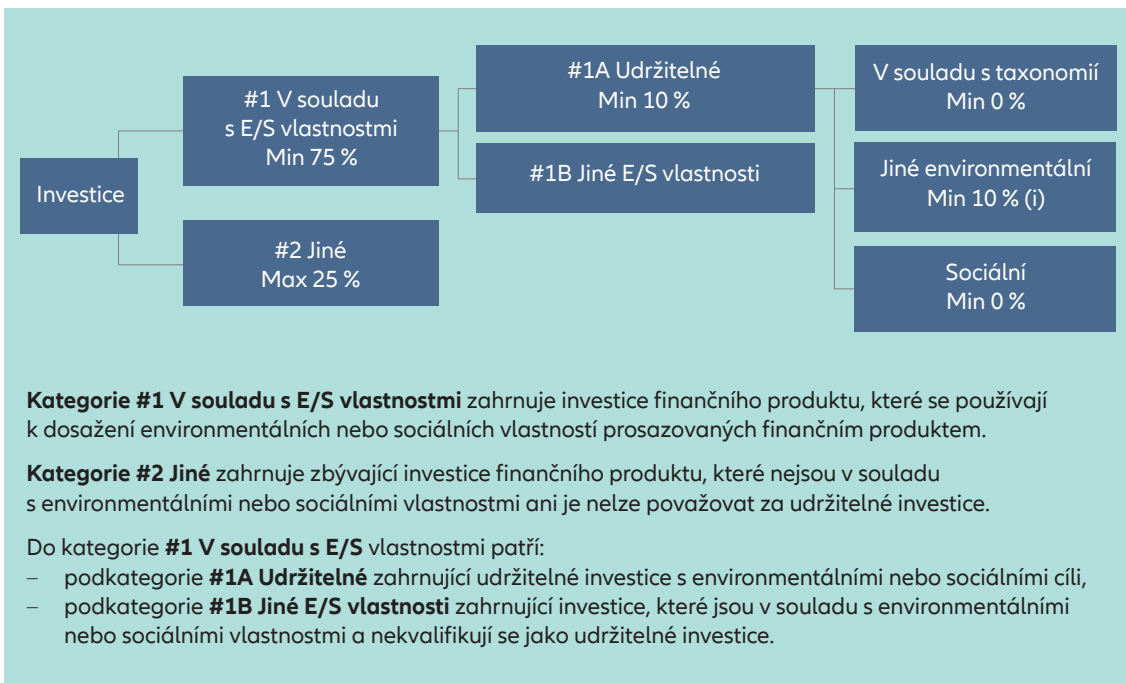 Investice
#1 V souladu
s E/S vlastnostmi
Min 75 %
#2 Jiné
Max 25 %
#1A Udržitelné
Min 10 %
#1B Jiné E/S vlastnosti
V souladu s taxonomií
Min 0 %
Jiné environmentální
Min 10 % (i)
Sociální
Min 0 %
Kategorie #1 V souladu s E/S vlastnostmi zahrnuje investice finančního produktu, které se používají
k dosažení environmentálních nebo sociálních vlastností prosazovaných finančním produktem.
Kategorie #2 Jiné zahrnuje zbývající investice finančního produktu, které nejsou v souladu
s environmentálními nebo sociálními vlastnostmi ani je nelze považovat za udržitelné investice.
Do kategorie #1 V souladu s E/S vlastnostmi patří:
– podkategorie #1A Udržitelné zahrnující udržitelné investice s environmentálními nebo sociálními cíli,
– podkategorie #1B Jiné E/S vlastnosti zahrnující investice, které jsou v souladu s environmentálními
nebo sociálními vlastnostmi a nekvalifikují se jako udržitelné investice.